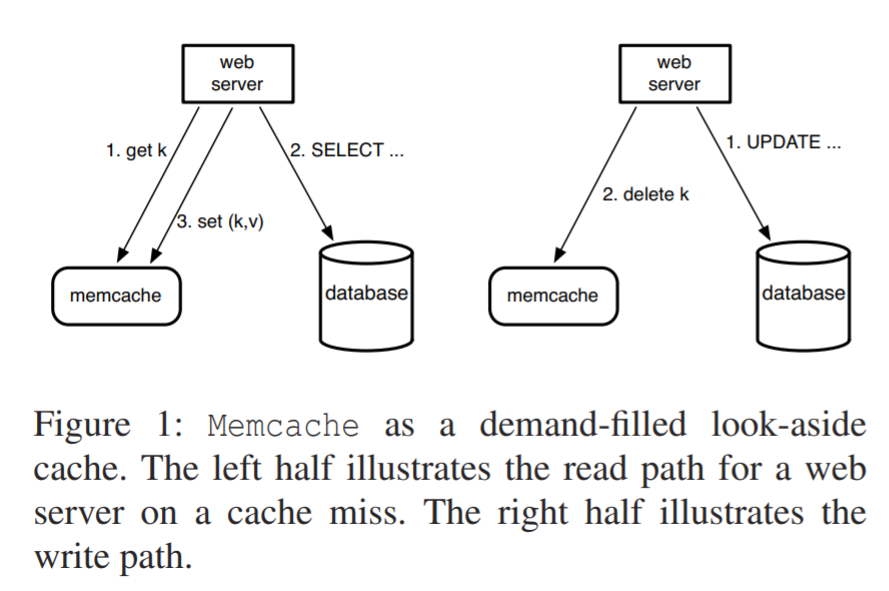 web
server
1. get k
2. SELECT ...
3. set (k,v)
memcache
database
web
server
1. UPDATE ...
2. delete k
memcache
database
Figure 1: Memcache as a demand-filled look-aside
cache. The left half illustrates the read path for a web
server on a cache miss. The right half illustrates the
write path.